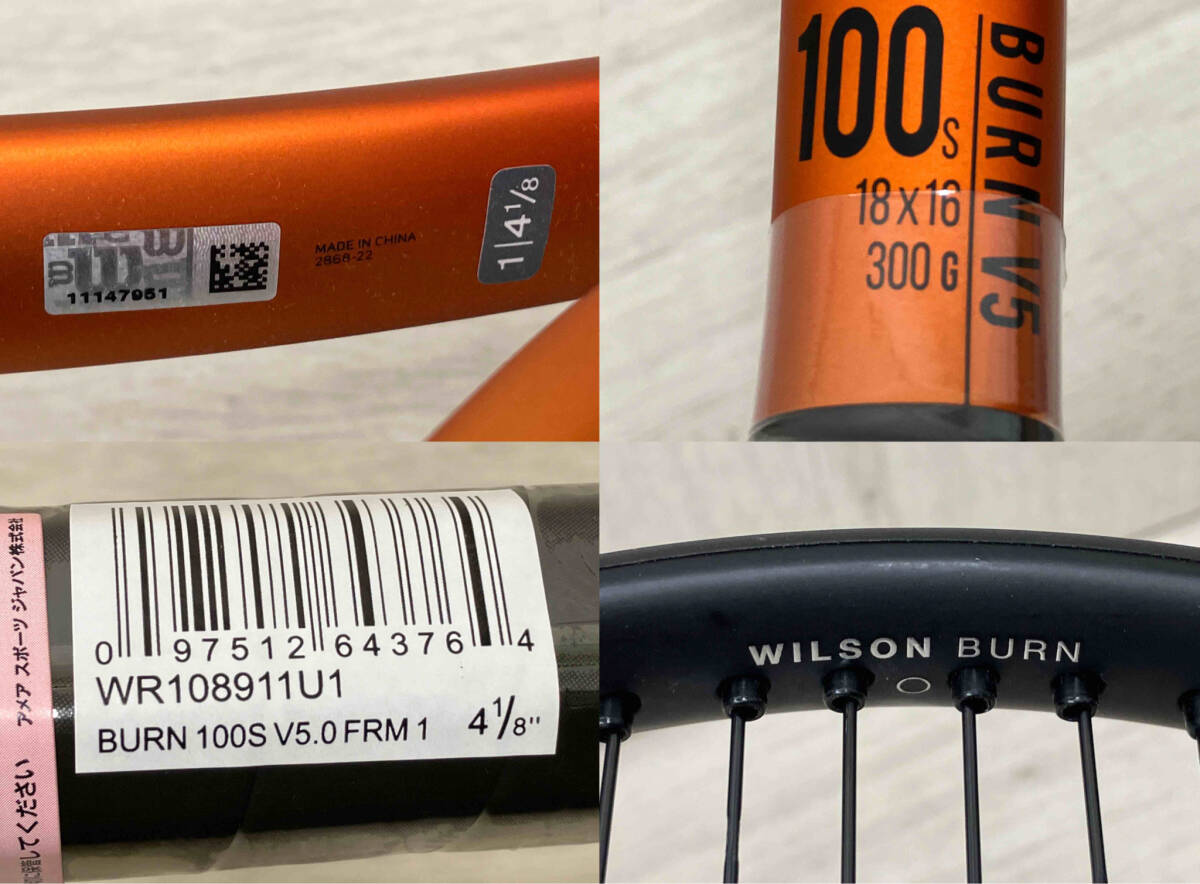 11147951
MADE IN CHINA
2868-22
1 | 4 1/8
100S
18X16
300 G
BURN V5
アメア スポーツ ジャパン株式会社
してください
0 97512 64376 4
WR108911U1
BURN 100S V5.0 FRM 1 4 1/8"
WILSON BURN